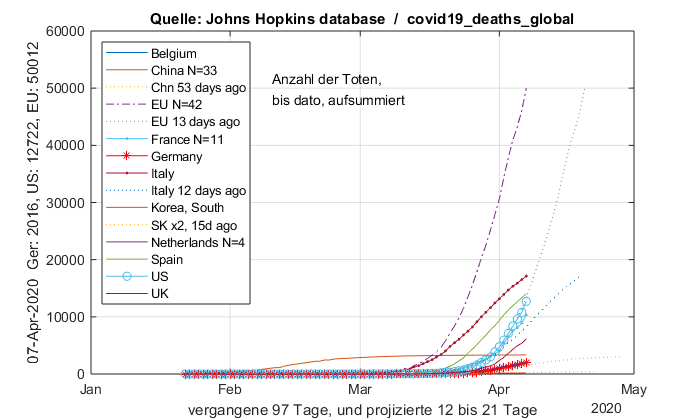 Quelle: Johns Hopkins database / covid19_deaths_global
60000
50000
40000
30000
20000
10000
0
07-Apr-2020 Ger: 2016, US: 12722, EU: 50012
Belgium
China N=33
Chn 53 days ago
EU N=42
EU 13 days ago
France N=11
Germany
Italy
Italy 12 days ago
Korea, South
SK x2, 15d ago
Netherlands N=4
Spain
US
UK
Anzahl der Toten,
bis dato, aufsummiert
Jan Feb Mar Apr May
2020
vergangene 97 Tage, und projizierte 12 bis 21 Tage